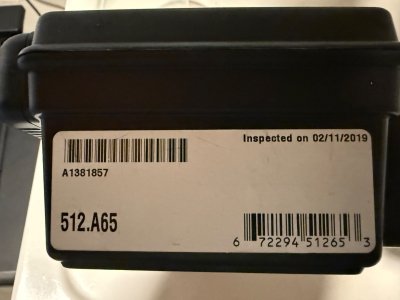 Inspected on 02/11/2019
A1381857
512.A65
6 72294 51265 3